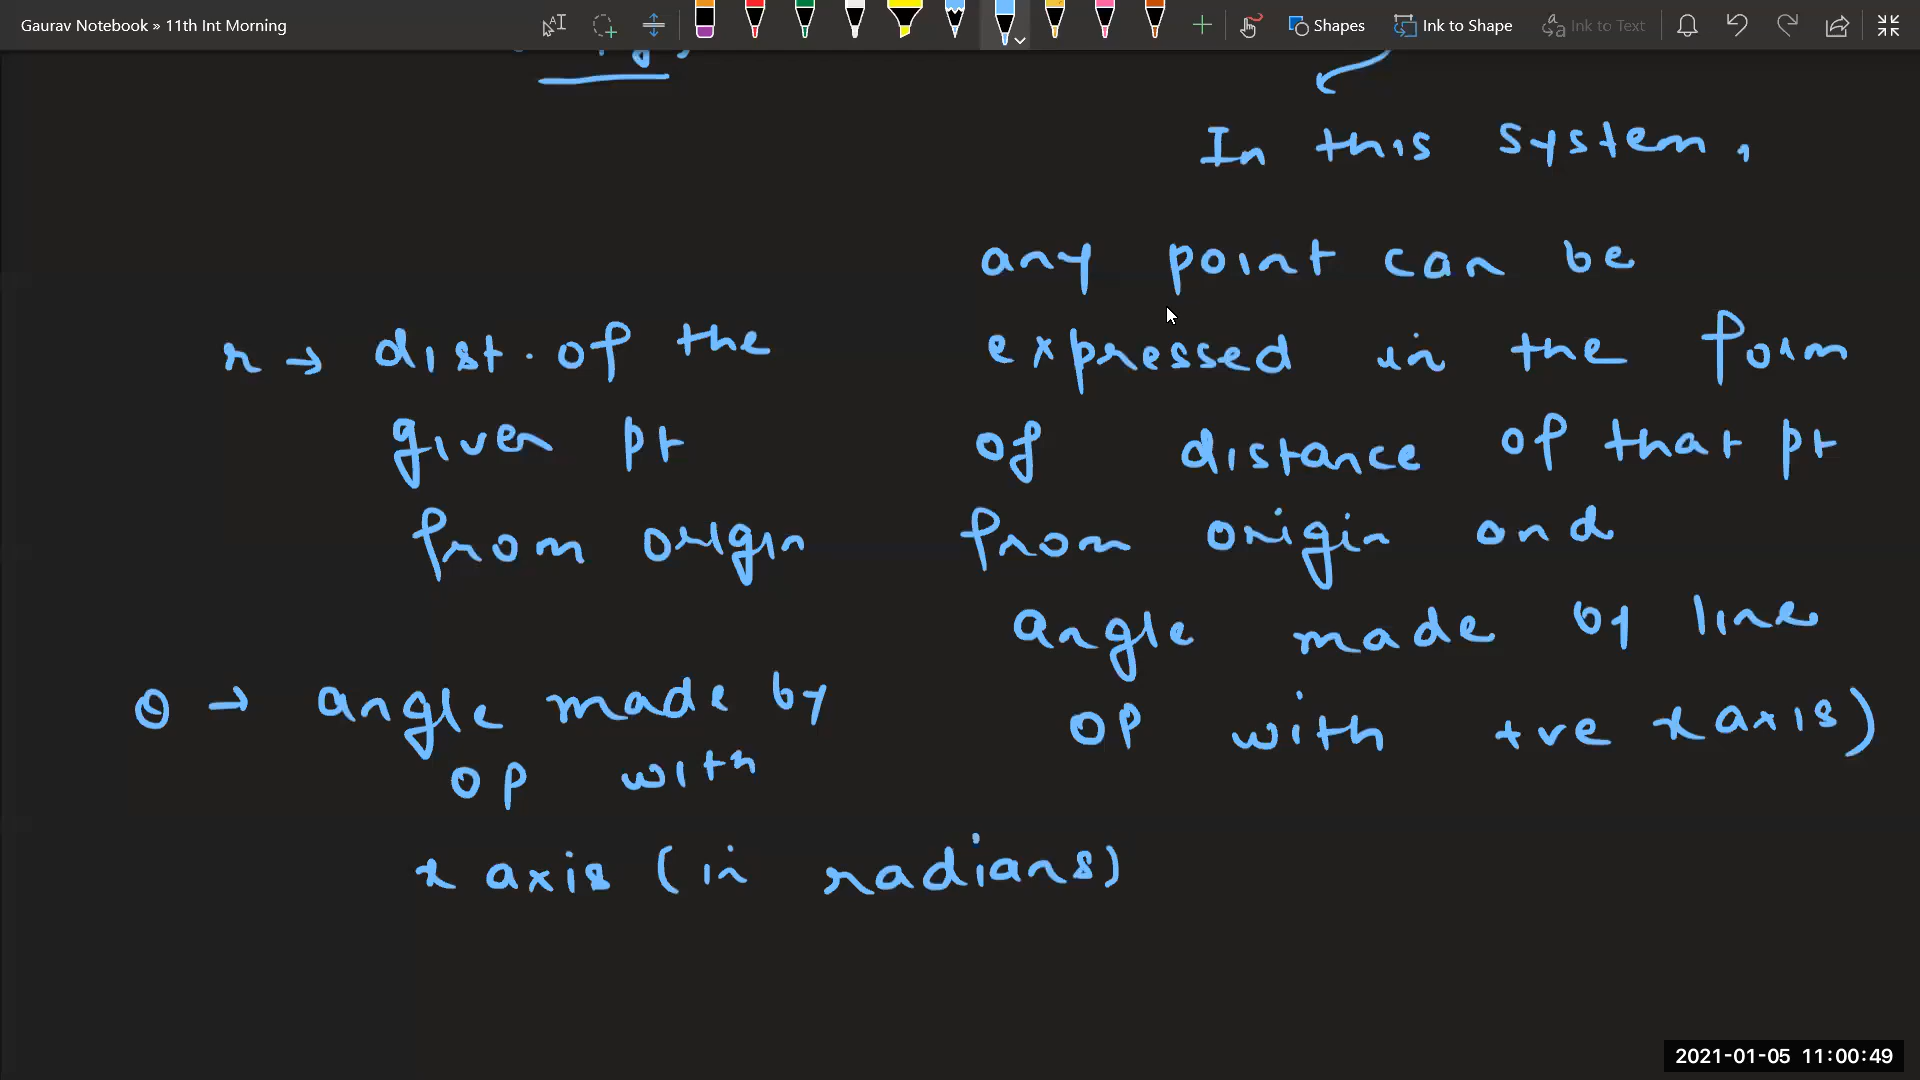 Gaurav Notebook » 11th Int Morning
Shapes
Ink to Shape
Ink to Text
In this system,
any point can be
expressed in the form
of distance of that pt
from origin and
angle made by line
OP with +ve x axis)
r → dist. of the
given pt
from origin
θ → angle made by
OP with
x axis (in radians)
2021-01-05 11:00:49